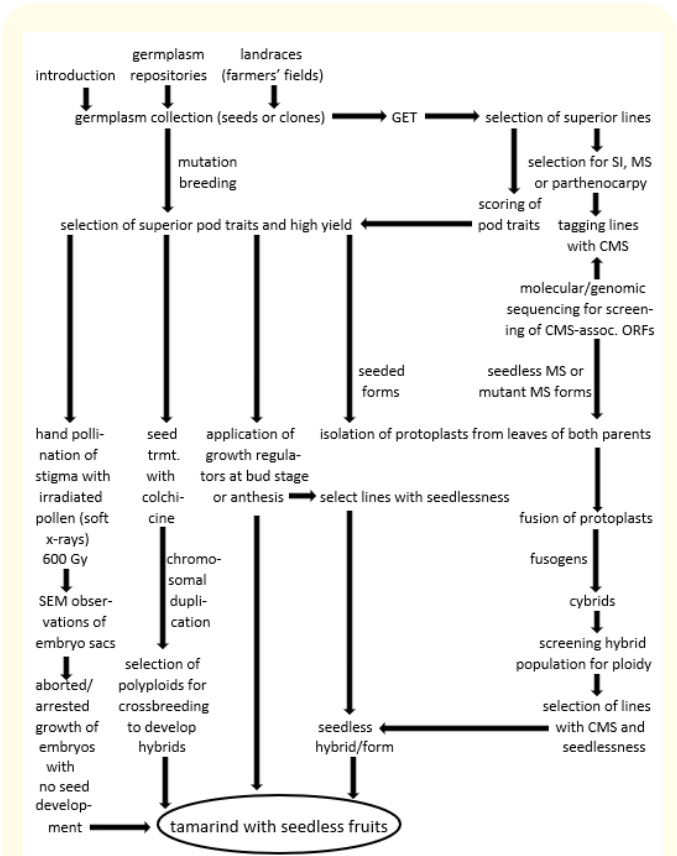 introduction
germplasm
repositories
landraces
(farmers' fields)
germplasm collection (seeds or clones)
GET
selection of superior lines
mutation
breeding
selection for SI, MS
or parthenocarpy
scoring of
pod traits
selection of superior pod traits and high yield
tagging lines
with CMS
molecular/genomic
sequencing for screen-
ing of CMS-assoc. ORFs
seeded
forms
seedless MS or
mutant MS forms
hand polli-
nation of
stigma with
irradiated
pollen (soft
x-rays)
600 Gy
seed
trmt.
with
colchi-
cine
application of
growth regula-
tors at bud stage
or anthesis
isolation of protoplasts from leaves of both parents
select lines with seedlessness
fusion of protoplasts
fusogens
cybrids
chromo-
somal
dupli-
cation
SEM obser-
vations of
embryo sacs
screening hybrid
population for ploidy
selection of
polyploids for
crossbreeding
to develop
hybrids
aborted/
arrested
growth of
embryos
with
no seed
develop-
ment
seedless
hybrid/form
selection of lines
with CMS and
seedlessness
tamarind with seedless fruits